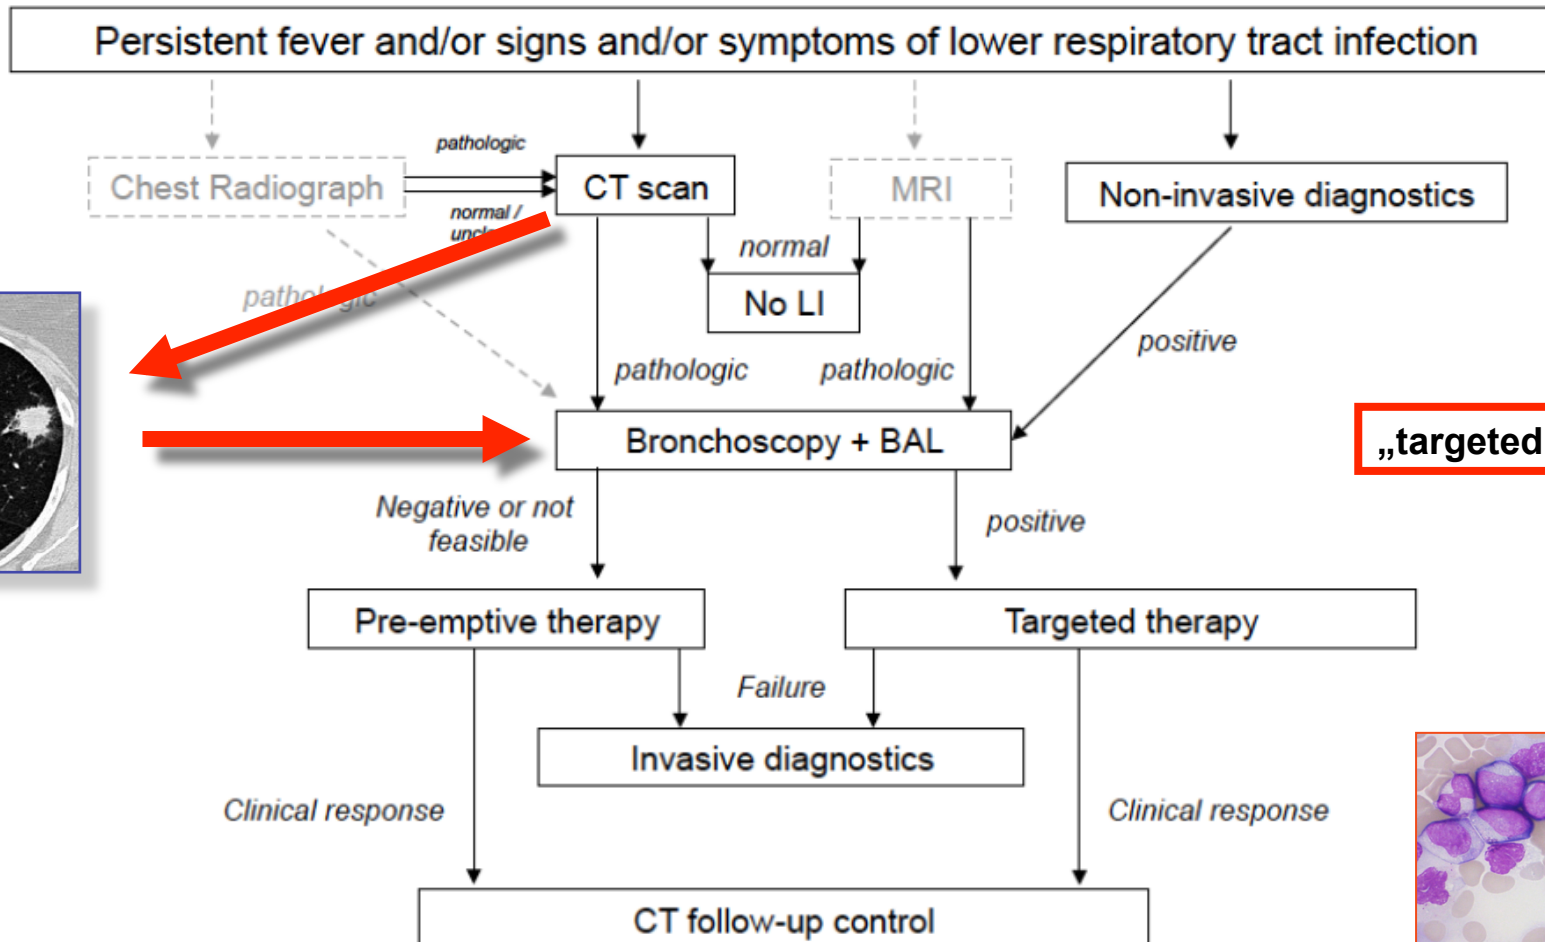 Persistent fever and/or signs and/or symptoms of lower respiratory tract infection
pathologic
Chest Radiograph
CT scan
MRI
Non-invasive diagnostics
normal /
normal
pathologic
No LI
positive
pathologic
pathologic
Bronchoscopy + BAL
„targeted
Negative or not
feasible
positive
Pre-emptive therapy
Targeted therapy
Failure
Invasive diagnostics
Clinical response
Clinical response
CT follow-up control